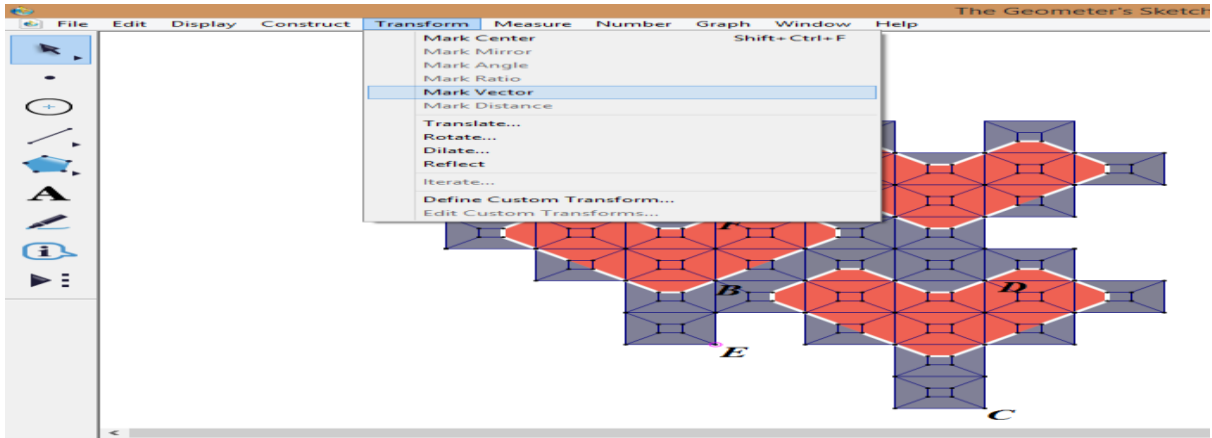 The Geometer's Sketch
File Edit Display Construct Transform Measure Number Graph Window Help
Mark Center Shift+Ctrl+F
Mark Mirror
Mark Angle
Mark Ratio
Mark Vector
Mark Distance
Translate...
Rotate...
Dilate...
Reflect
Iterate...
Define Custom Transform...
Edit Custom Transforms...
A
F
B
D
E
C